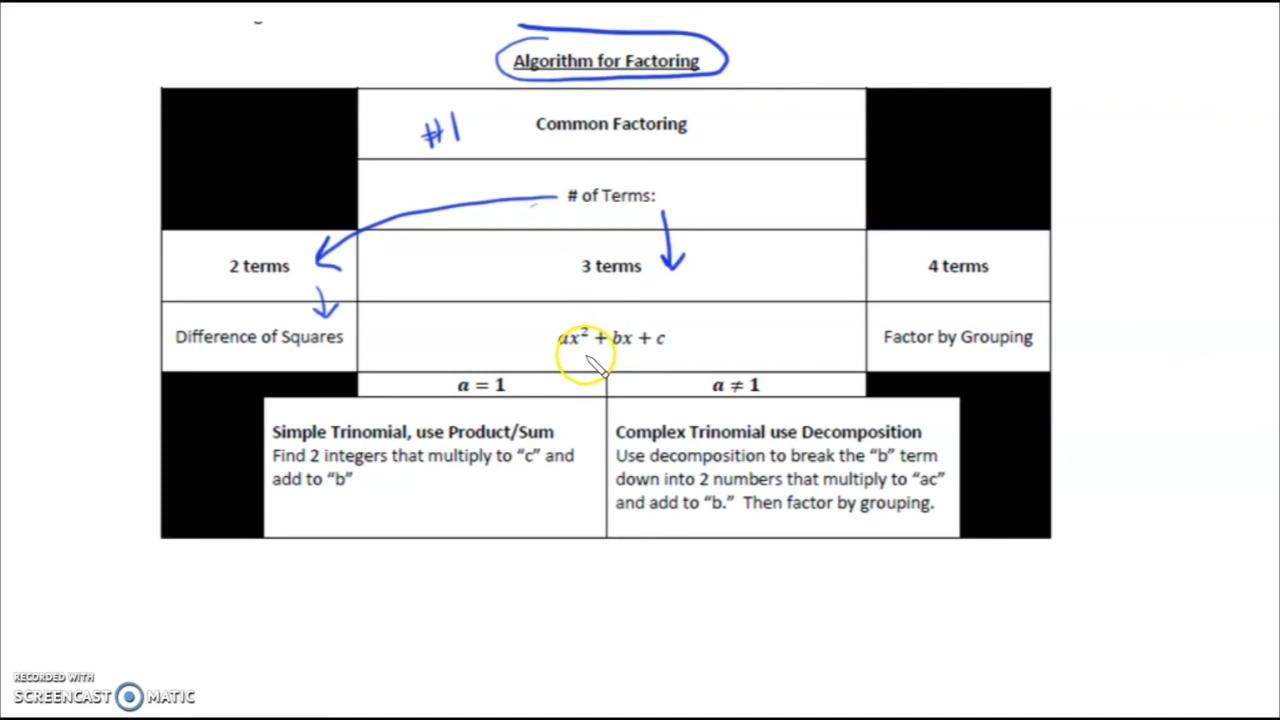 Algorithm for Factoring
#1
Common Factoring
# of Terms:
2 terms
3 terms
4 terms
Difference of Squares
ax² + bx + c
Factor by Grouping
a = 1
a ≠ 1
Simple Trinomial, use Product/Sum
Find 2 integers that multiply to “c” and
add to “b”
Complex Trinomial use Decomposition
Use decomposition to break the “b” term
down into 2 numbers that multiply to “ac”
and add to “b.” Then factor by grouping.
RECORDED WITH
SCREENCAST MATIC